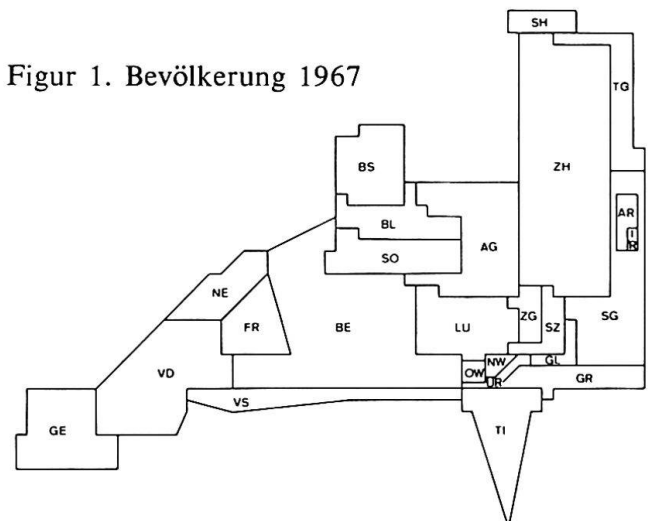 SH
Figur 1. Bevölkerung 1967
TG
BS
ZH
AR
BL
AG
SO
NE
FR
BE
LU
ZG
SZ
SG
NW
GL
OW
VD
UR
GR
VS
GE
TI